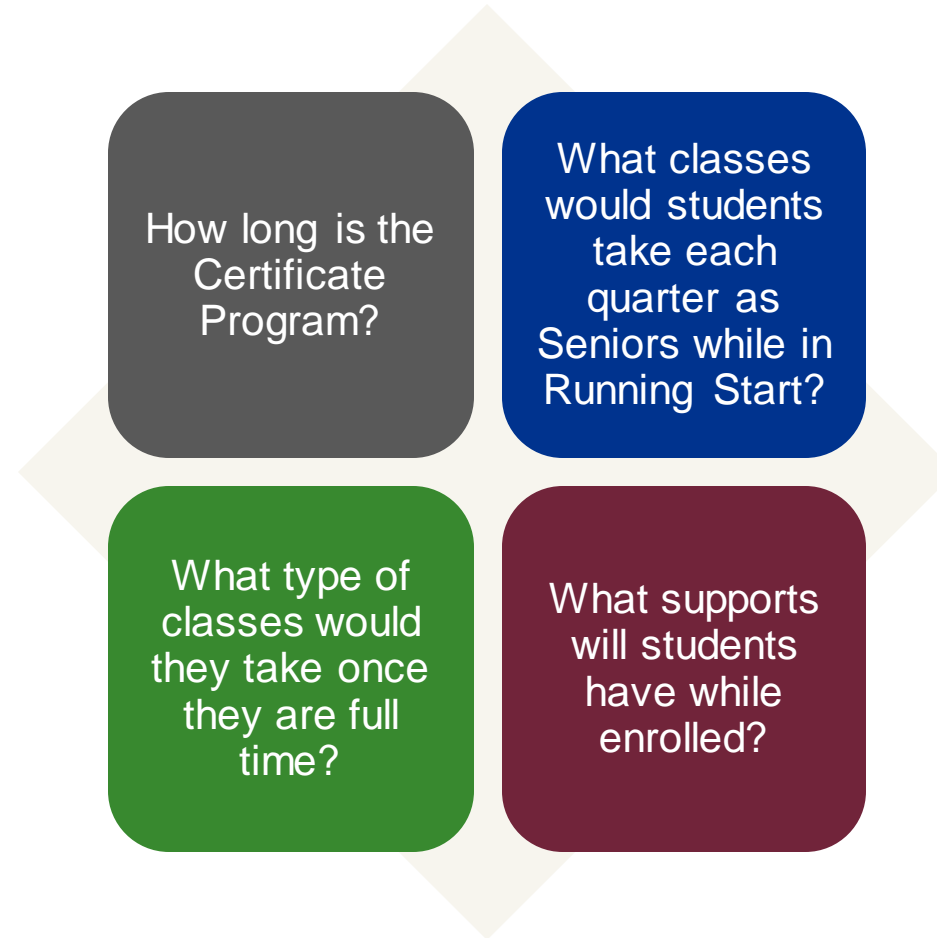 How long is the
Certificate
Program?
What classes
would students
take each
quarter as
Seniors while in
Running Start?
What type of
classes would
they take once
they are full
time?
What supports
will students
have while
enrolled?